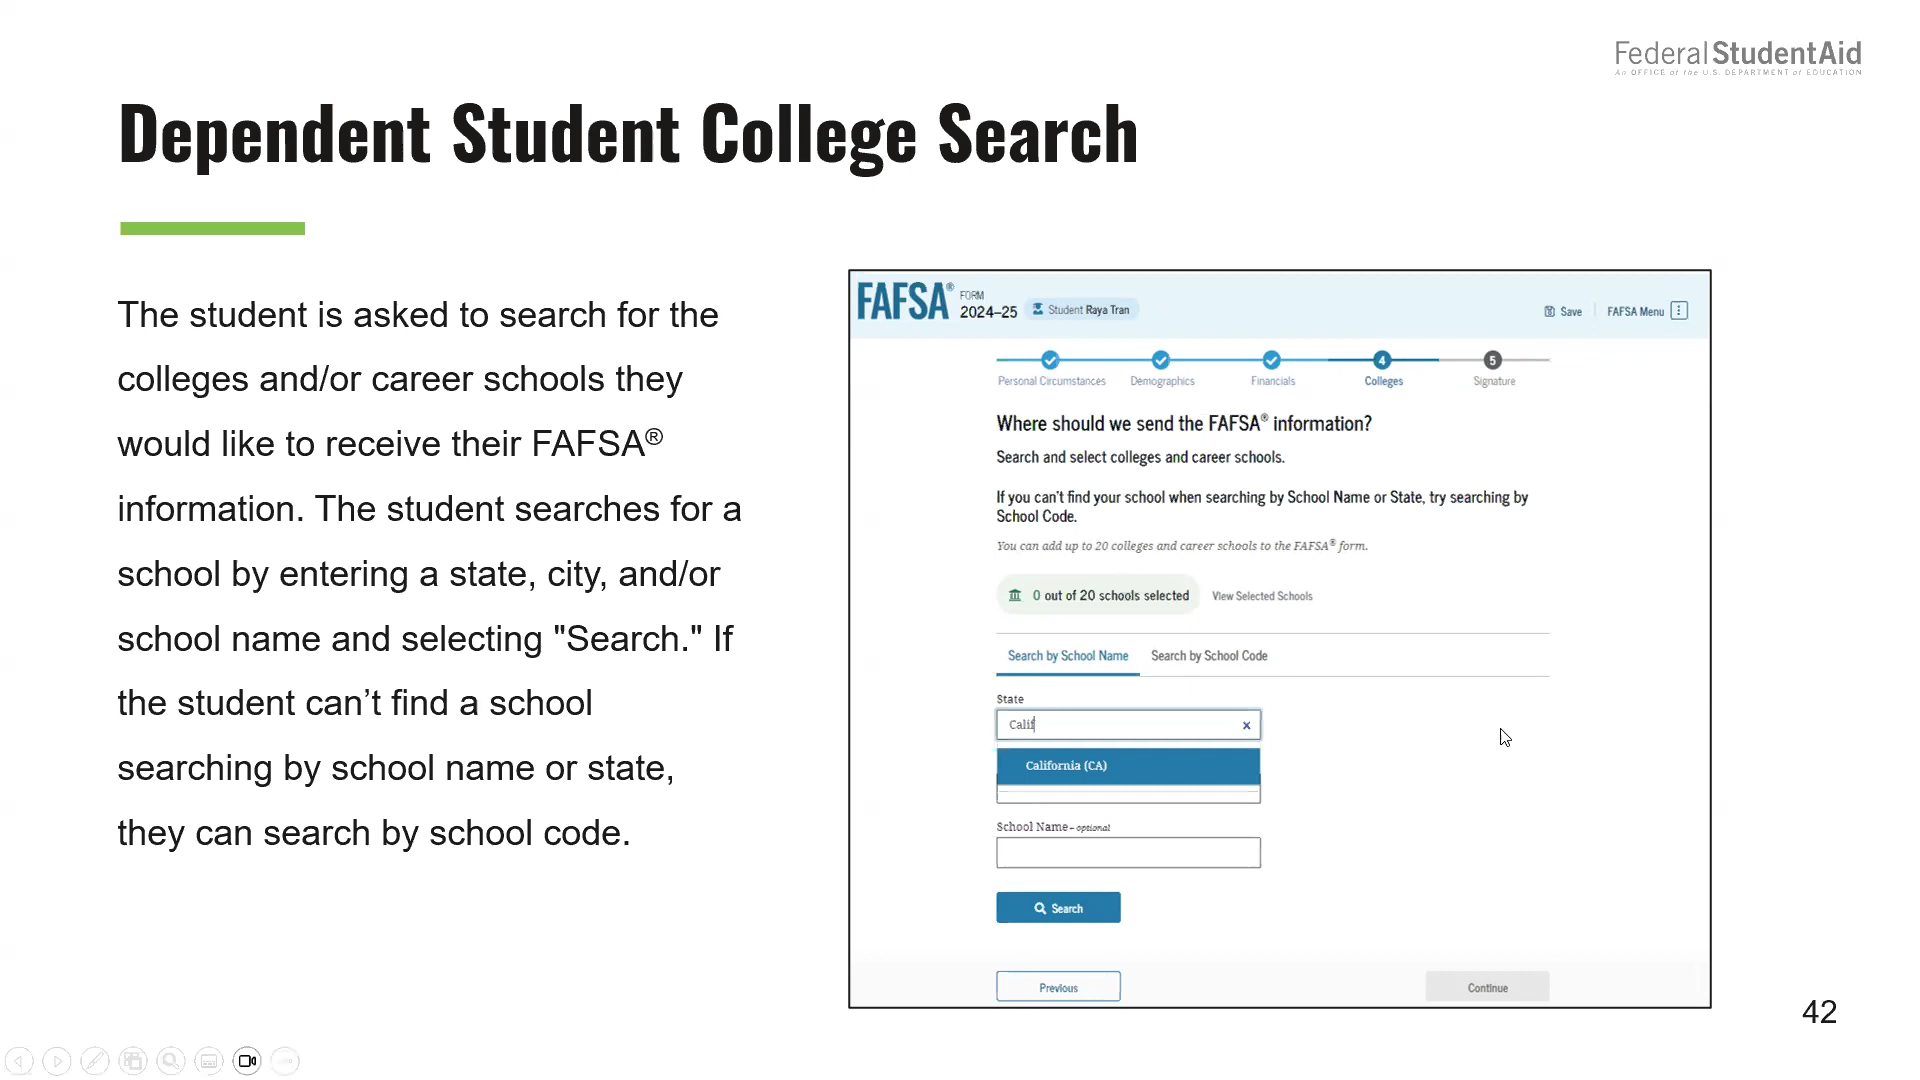 Federal StudentAid
An OFFICE of the U.S. DEPARTMENT of EDUCATION
Dependent Student College Search
The student is asked to search for the
colleges and/or career schools they
would like to receive their FAFSA®
information. The student searches for a
school by entering a state, city, and/or
school name and selecting "Search." If
the student can’t find a school
searching by school name or state,
they can search by school code.
FAFSA® FORM 2024–25 Student Raya Tran Save FAFSA Menu
4 5
Personal Circumstances Demographics Financials Colleges Signature
Where should we send the FAFSA® information?
Search and select colleges and career schools.
If you can't find your school when searching by School Name or State, try searching by
School Code.
You can add up to 20 colleges and career schools to the FAFSA® form.
0 out of 20 schools selected View Selected Schools
Search by School Name Search by School Code
State
Calif x
California (CA)
School Name – optional
Search
Previous Continue
42